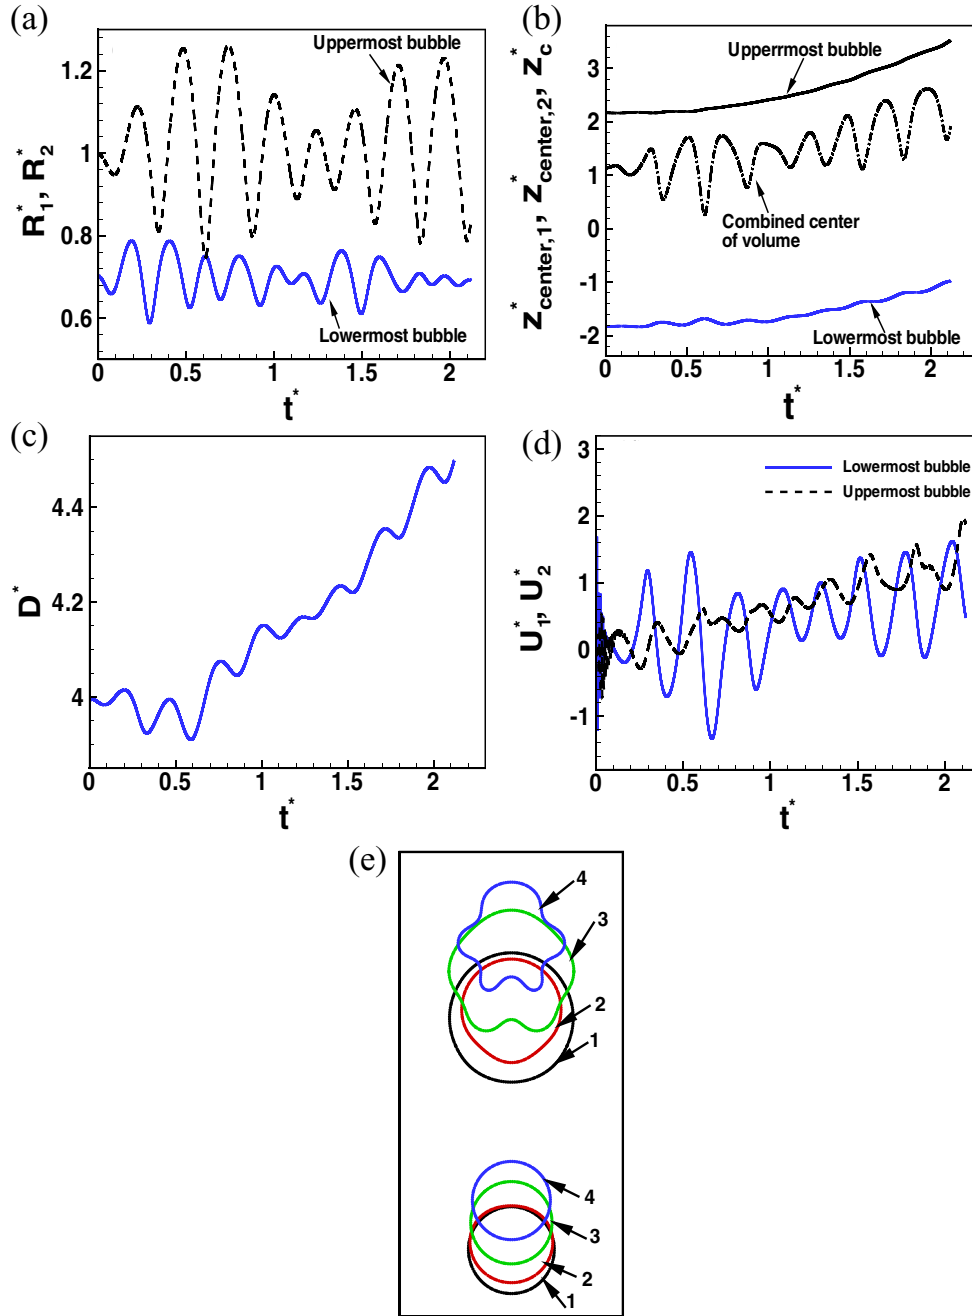 (a)
R*1, R*2
1.2
1
0.8
0.6
Uppermost bubble
Lowermost bubble
0 0.5 1 1.5 2
t*
(b)
Z*center,1, Z*center,2, Z*c
3
2
1
0
-1
-2
Upperrmost bubble
Combined center
of volume
Lowermost bubble
0 0.5 1 1.5 2
t*
(c)
D*
4.4
4.2
4
0 0.5 1 1.5 2
t*
(d)
U*1, U*2
3
2
1
0
-1
Lowermost bubble
Uppermost bubble
0 0.5 1 1.5 2
t*
(e)
4
3
2
1
4
3
2
1